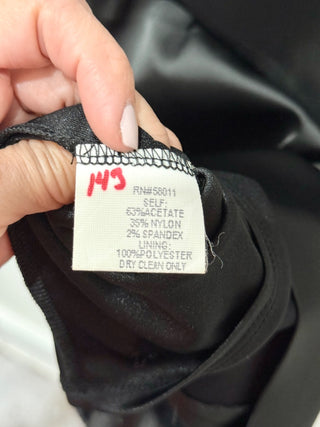 143
RN#58011
SELF:
63%ACETATE
35%NYLON
2% SPANDEX
LINING:
100%POLYESTER
DRY CLEAN ONLY